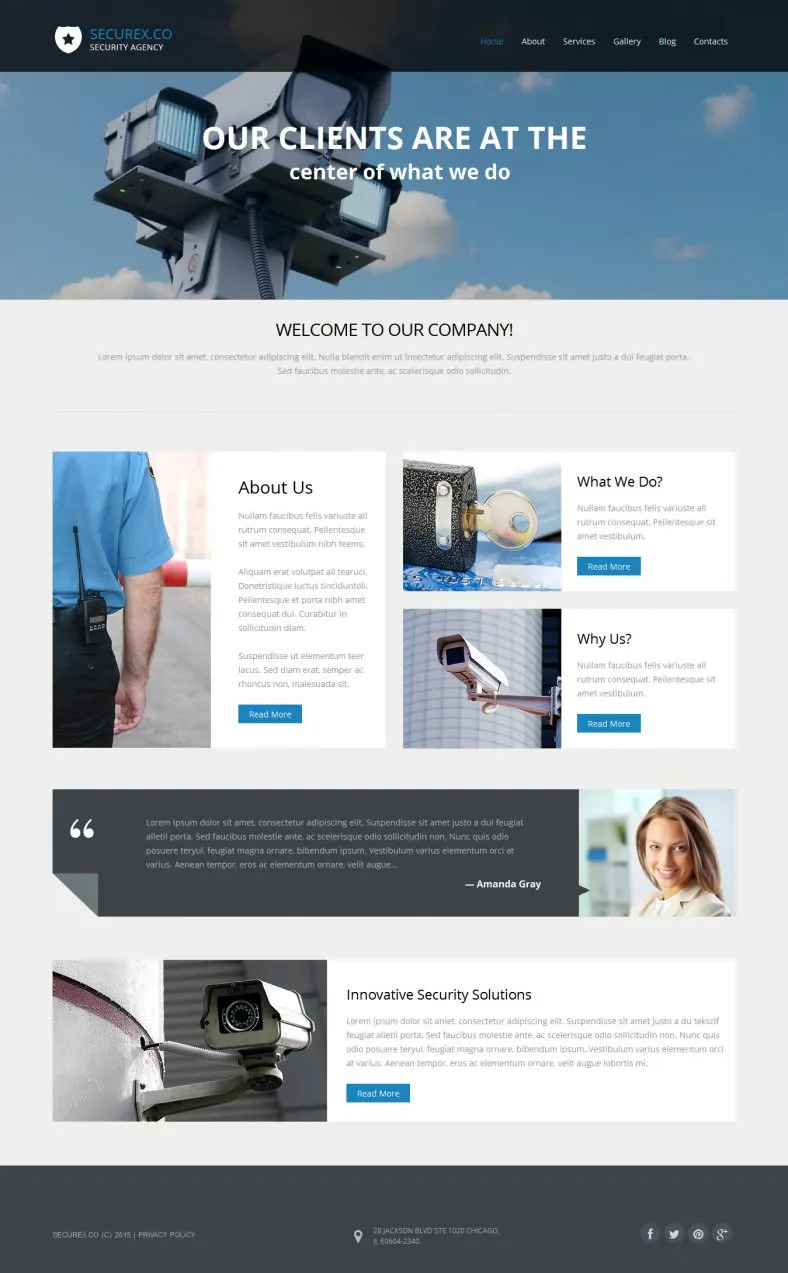 SECUREX.CO
SECURITY AGENCY
Home About Services Gallery Blog Contacts
OUR CLIENTS ARE AT THE
center of what we do
WELCOME TO OUR COMPANY!
Lorem ipsum dolor sit amet, consectetur adipiscing elit. Nulla blandit enim ut insectetur adipiscing elit. Suspendisse sit amet justo a dui feugiat porta.
Sed faucibus molestie ante, ac scelerisque odio sollicitudin.
About Us
Nullam faucibus felis variuste all
rutrum consequat. Pellentesque
sit amet vestibulum nibh teems.
Aliquam erat volutpat all tearuci.
Donetristique luctus tinciduntoli.
Pellentesque et porta nibh amet
consequat dui. Curabitur in
sollicitudin diam.
Suspendisse ut elementum teer
lacus. Sed diam erat, semper ac
rhoncus non, malesuada sit.
Read More
What We Do?
Nullam faucibus felis variuste all
rutrum consequat. Pellentesque sit
amet vestibulum.
Read More
Why Us?
Nullam faucibus felis variuste all
rutrum consequat. Pellentesque sit
amet vestibulum.
Read More
Lorem ipsum dolor sit amet, consectetur adipiscing elit. Suspendisse sit amet justo a dui feugiat
alletil porta. Sed faucibus molestie ante, ac scelerisque odio sollicitudin non. Nunc quis odio
posuere teryul, feugiat magna ornare, bibendum ipsum. Vestibulum varius elementum orci at
varius. Aenean tempor, eros ac elementum ornare, velit augue...
— Amanda Gray
Innovative Security Solutions
Lorem ipsum dolor sit amet, consectetur adipiscing elit. Suspendisse sit amet justo a du tekszif
feugiat alletii porta. Sed faucibus molestie ante, ac scelerisque odio sollicitudin non. Nunc quis
odio posuere teryul, feugiat magna ornare, bibendum ipsum. Vestibulum varius elementum orci
at varius. Aenean tempor, eros ac elementum ornare, velit augue lobortis mi.
Read More
SECUREX.CO (C) 2015 | PRIVACY POLICY
28 JACKSON BLVD STE 1020 CHICAGO,
IL 60604-2340